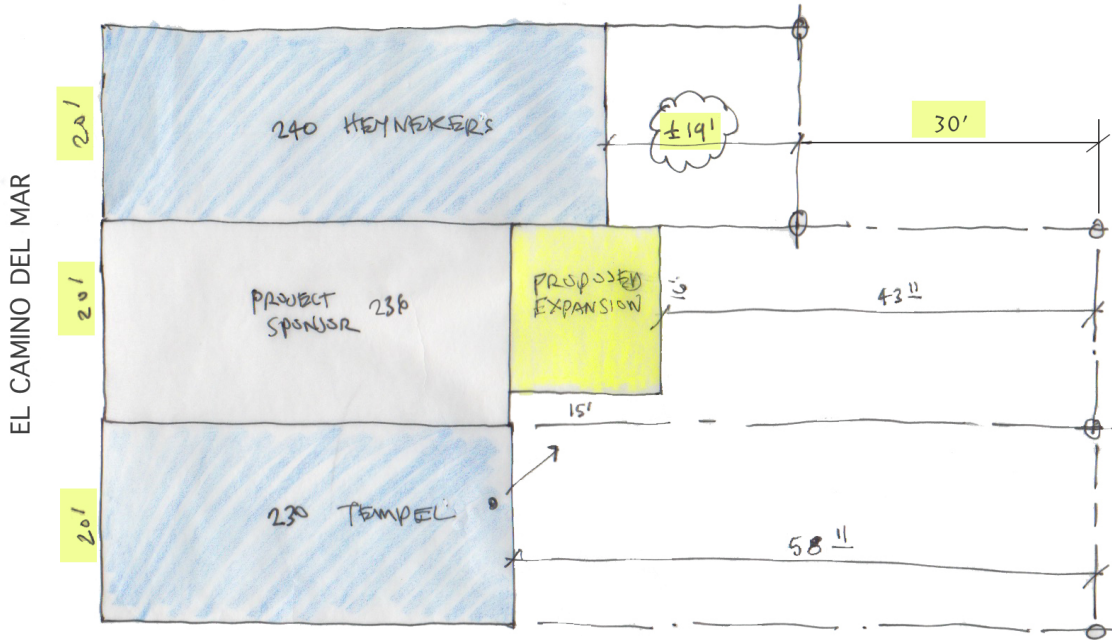 EL CAMINO DEL MAR
20'
240 HEYNEKER'S
±19'
30'
20'
PROJECT
SPONSOR 236
PROPOSED
EXPANSION
43 11
15'
20'
230 TEMPEL
58 11